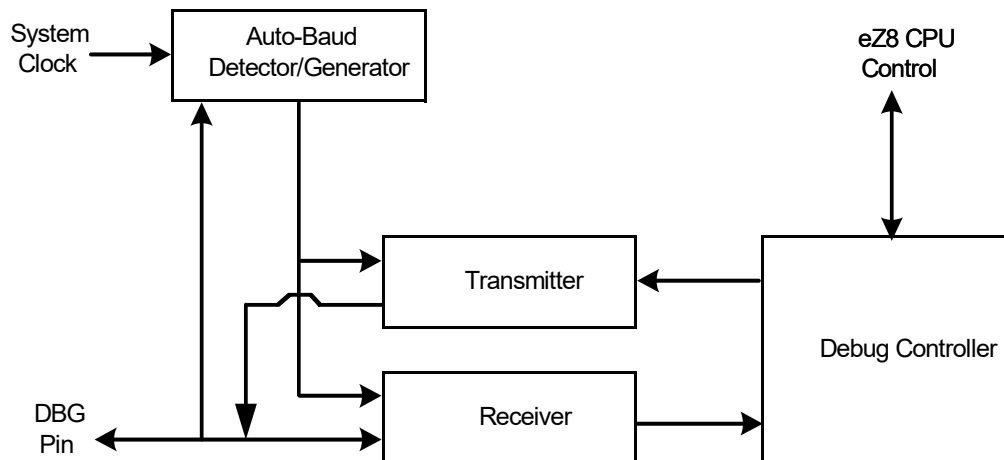 System
Clock
Auto-Baud
Detector/Generator
eZ8 CPU
Control
Transmitter
Debug Controller
Receiver
DBG
Pin